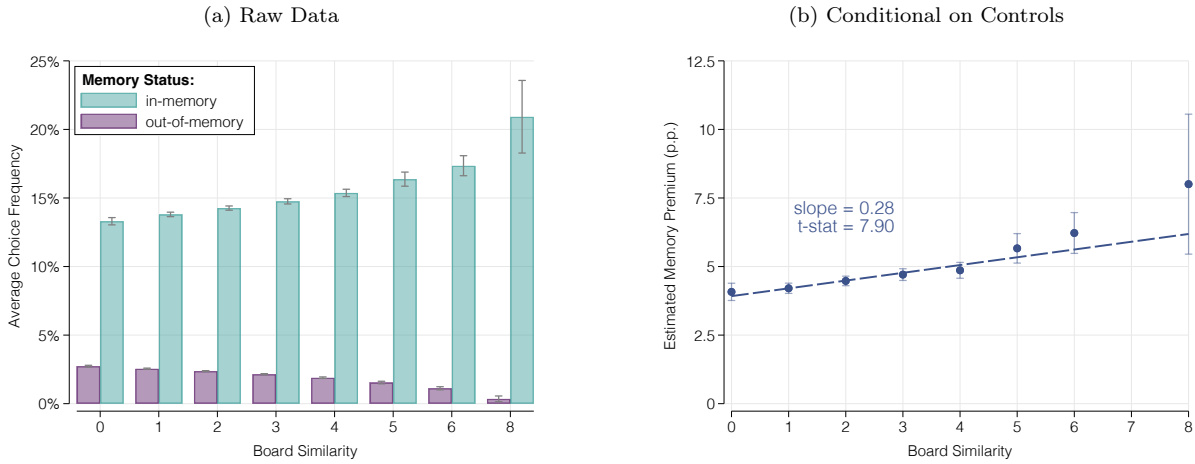 (a) Raw Data
25%
20%
15%
10%
5%
0%
Average Choice Frequency
Memory Status:
in-memory
out-of-memory
0 1 2 3 4 5 6 8
Board Similarity
(b) Conditional on Controls
12.5
10
7.5
5
2.5
0
Estimated Memory Premium (p.p.)
slope = 0.28
t-stat = 7.90
0 1 2 3 4 5 6 7 8
Board Similarity